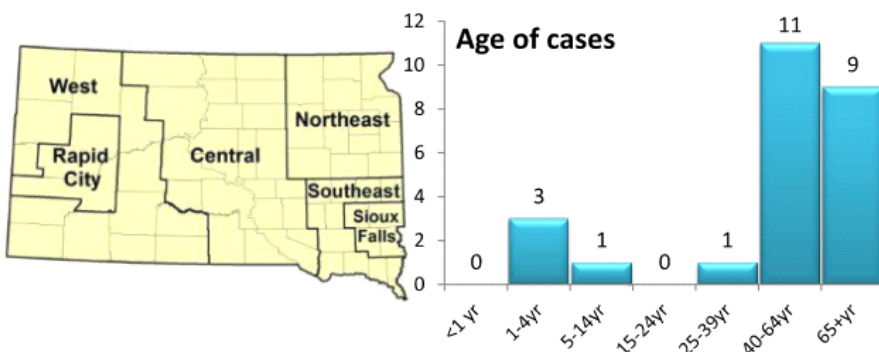 West
Rapid
City
Central
Northeast
Southeast
Sioux
Falls
Age of cases
12
10
8
6
4
2
0
0
3
1
0
1
11
9
<1 yr
1-4yr
5-14yr
15-24yr
25-39yr
40-64yr
65+yr